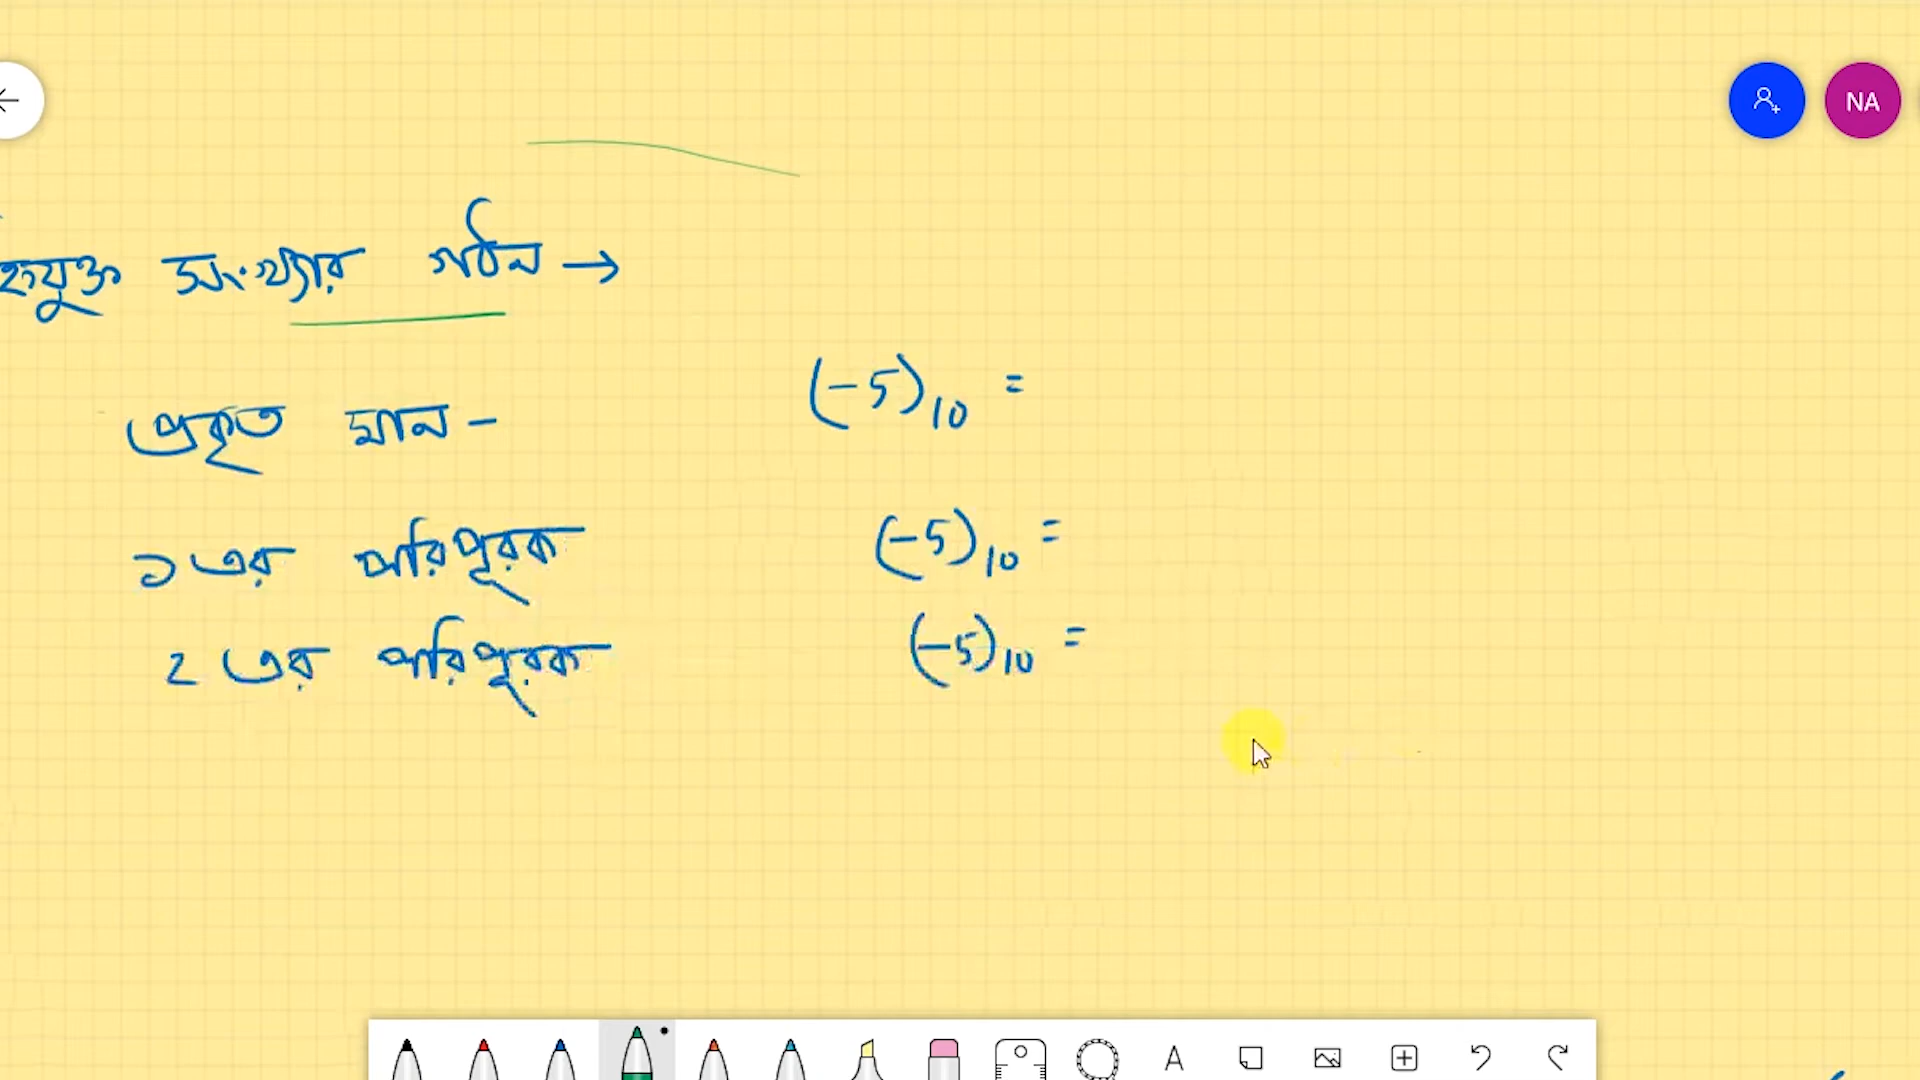 NA
হ্নযুক্ত সংখ্যার গঠন →
প্রকৃত মান - (-5)₁₀ =
১ এর পরিপূরক (-5)₁₀ =
2 এর পরিপূরক (-5)₁₀ =
A